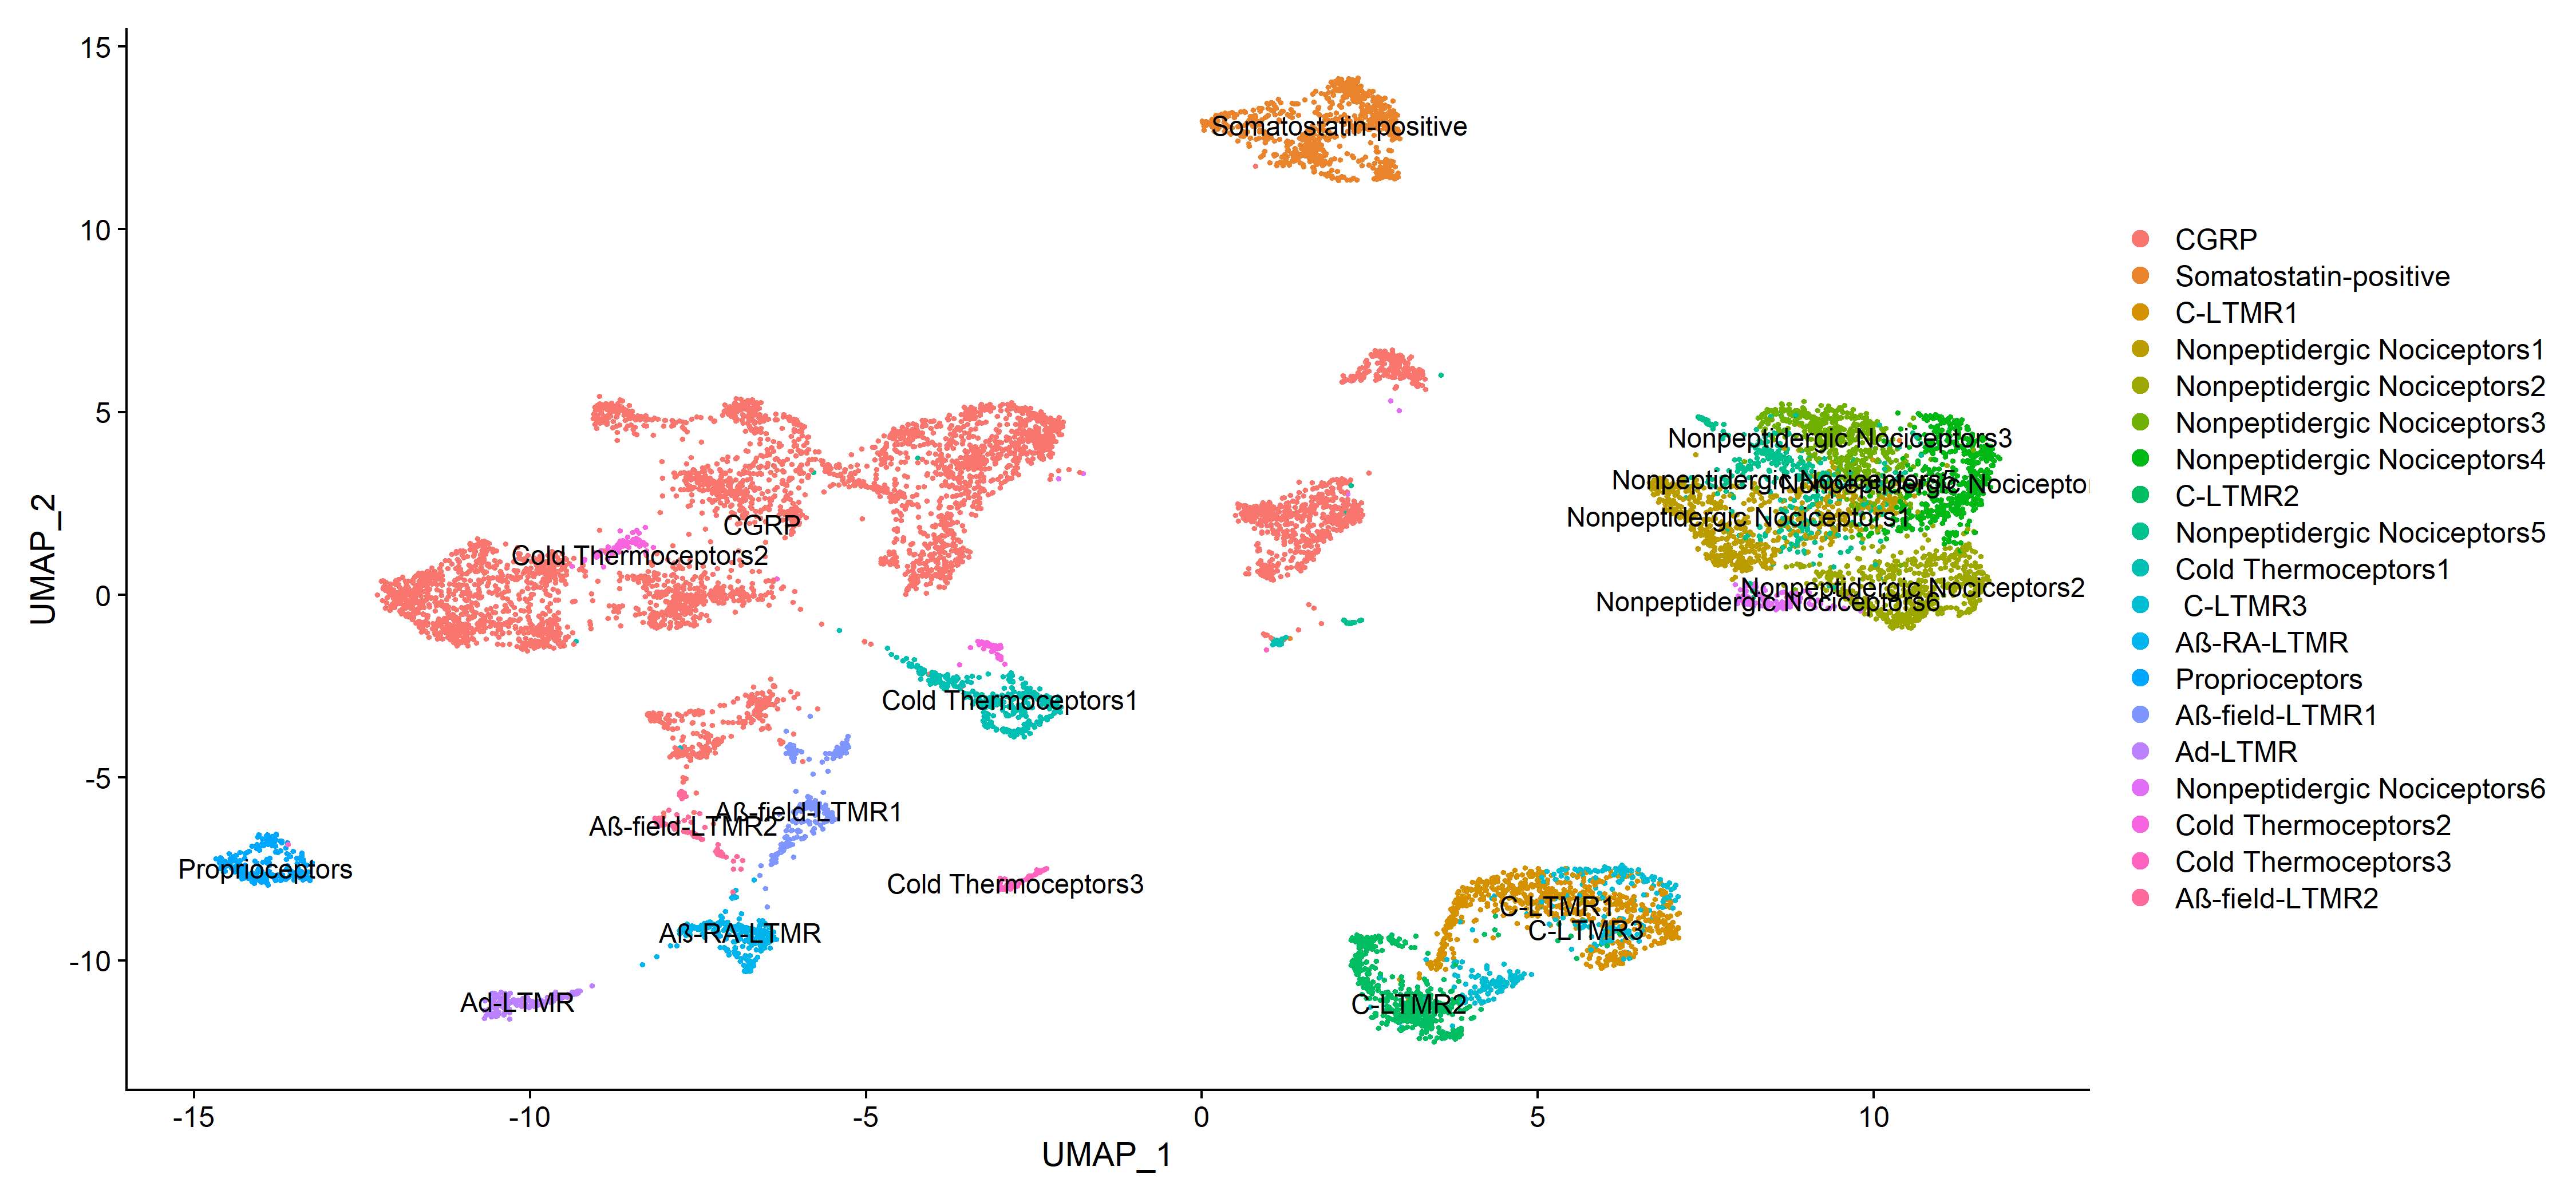 15
10
5
0
-5
-10
UMAP_2
-15
-10
-5
0
5
10
UMAP_1
Somatostatin-positive
Nonpeptidergic Nociceptors3
Nonpeptidergic Nociceptors5
Nonpeptidergic Nociceptor
Nonpeptidergic Nociceptors1
CGRP
Cold Thermoceptors2
Nonpeptidergic Nociceptors2
Nonpeptidergic Nociceptors6
Cold Thermoceptors1
Aß-field-LTMR1
Aß-field-LTMR2
Proprioceptors
Cold Thermoceptors3
C-LTMR1
C-LTMR3
Aß-RA-LTMR
Ad-LTMR
C-LTMR2
CGRP
Somatostatin-positive
C-LTMR1
Nonpeptidergic Nociceptors1
Nonpeptidergic Nociceptors2
Nonpeptidergic Nociceptors3
Nonpeptidergic Nociceptors4
C-LTMR2
Nonpeptidergic Nociceptors5
Cold Thermoceptors1
C-LTMR3
Aß-RA-LTMR
Proprioceptors
Aß-field-LTMR1
Ad-LTMR
Nonpeptidergic Nociceptors6
Cold Thermoceptors2
Cold Thermoceptors3
Aß-field-LTMR2